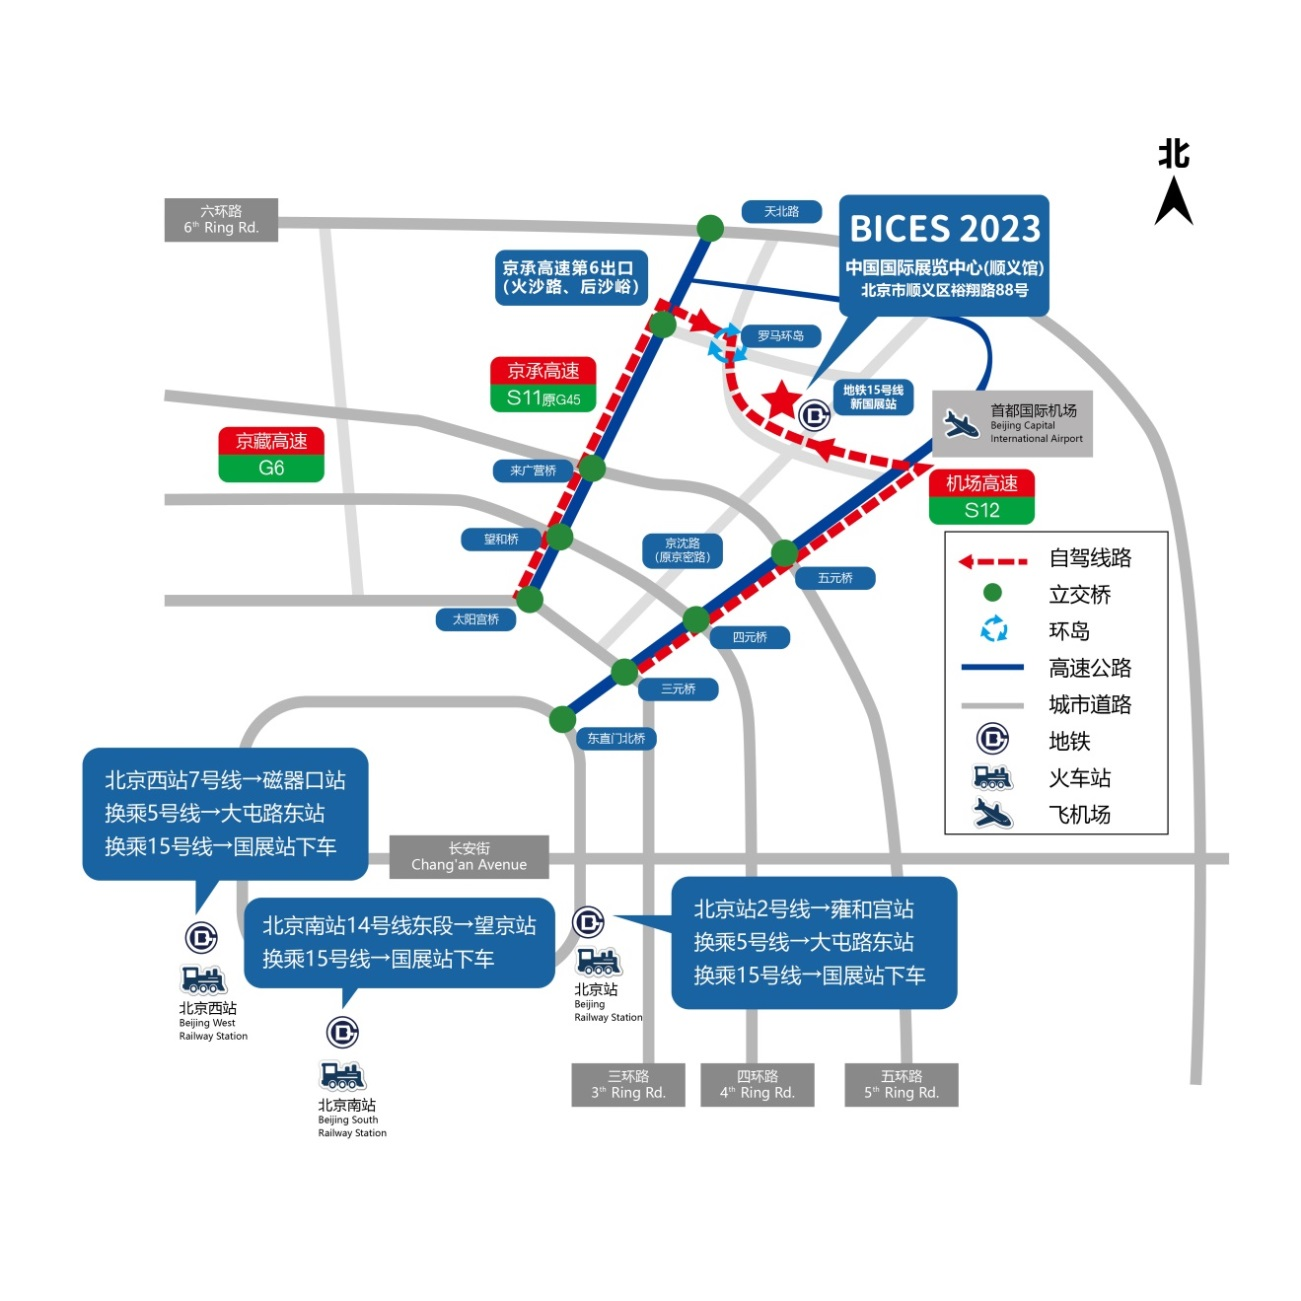 北
六环路
6th Ring Rd.
天北路
BICES 2023
中国国际展览中心(顺义馆)
北京市顺义区裕翔路88号
京承高速第6出口
(火沙路、后沙峪)
罗马环岛
京承高速
S11原G45
地铁15号线
新国展站
首都国际机场
Beijing Capital
International Airport
京藏高速
G6
来广营桥
机场高速
S12
望和桥
京沈路
(原京密路)
五元桥
太阳宫桥
四元桥
三元桥
东直门北桥
自驾线路
立交桥
环岛
高速公路
城市道路
地铁
火车站
飞机场
北京西站7号线→磁器口站
换乘5号线→大屯路东站
换乘15号线→国展站下车
长安街
Chang'an Avenue
北京南站14号线东段→望京站
换乘15号线→国展站下车
北京站2号线→雍和宫站
换乘5号线→大屯路东站
换乘15号线→国展站下车
北京西站
Beijing West
Railway Station
北京站
Beijing
Railway Station
北京南站
Beijing South
Railway Station
三环路
3th Ring Rd.
四环路
4th Ring Rd.
五环路
5th Ring Rd.